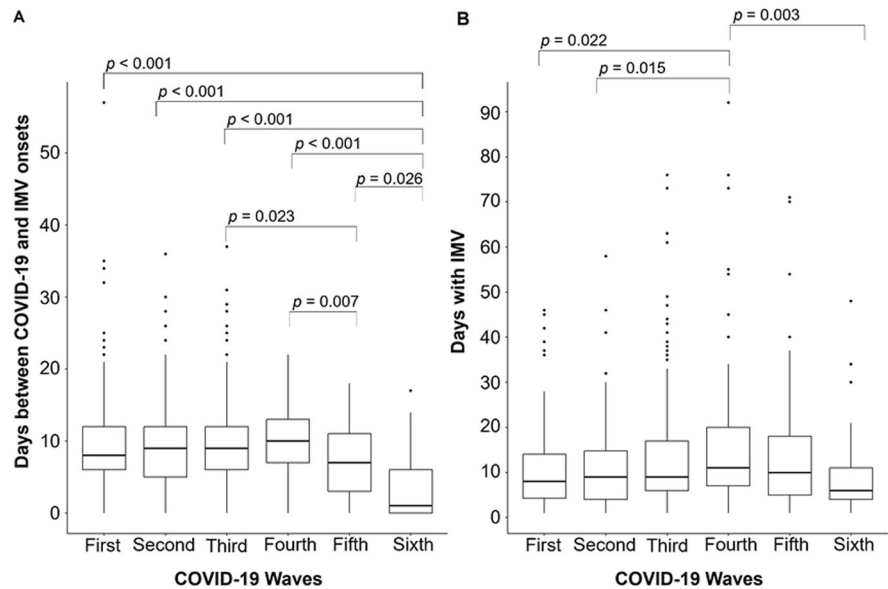 A
p < 0.001
p < 0.001
p < 0.001
p < 0.001
p = 0.026
p = 0.023
p = 0.007
Days between COVID-19 and IMV onsets
50
40
30
20
10
0
First Second Third Fourth Fifth Sixth
COVID-19 Waves
B
p = 0.003
p = 0.022
p = 0.015
Days with IMV
90
80
70
60
50
40
30
20
10
0
First Second Third Fourth Fifth Sixth
COVID-19 Waves